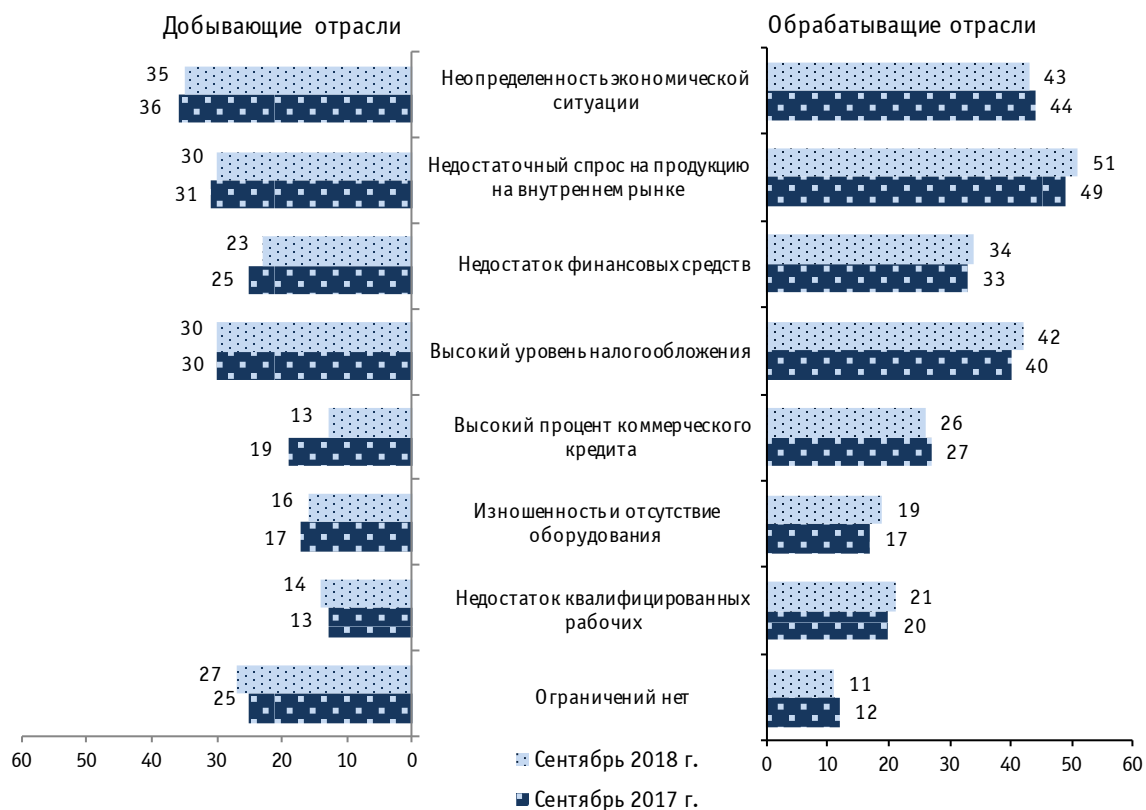 Добывающие отрасли
Обрабатыващие отрасли
35
36
Неопределенность экономической
ситуации
43
44
30
31
Недостаточный спрос на продукцию
на внутреннем рынке
51
49
23
25
Недостаток финансовых средств
34
33
30
30
Высокий уровень налогообложения
42
40
13
19
Высокий процент коммерческого
кредита
26
27
16
17
Изношенность и отсутствие
оборудования
19
17
14
13
Недостаток квалифицированных
рабочих
21
20
27
25
Ограничений нет
11
12
60 50 40 30 20 10 0
0 10 20 30 40 50 60
Сентябрь 2018 г.
Сентябрь 2017 г.